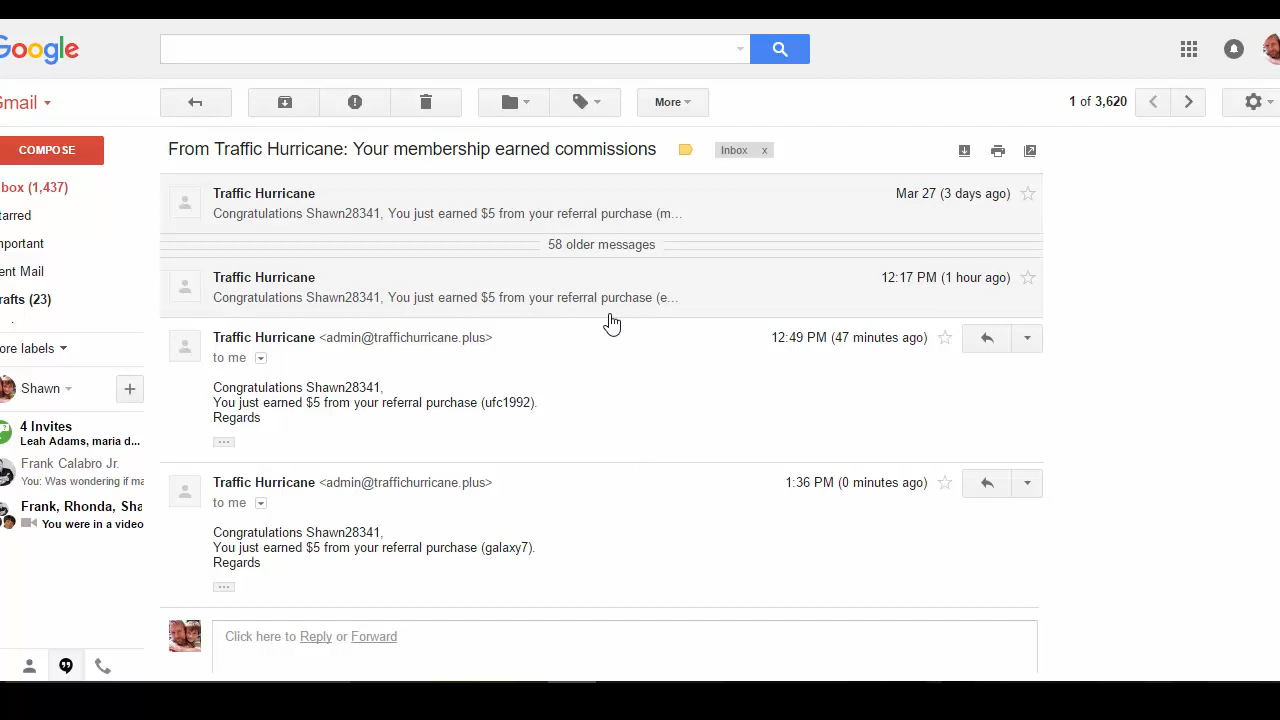 Google
Gmail
More
1 of 3,620
COMPOSE
From Traffic Hurricane: Your membership earned commissions
Inbox x
box (1,437)
tarred
mportant
ent Mail
rafts (23)
ore labels
Traffic Hurricane
Mar 27 (3 days ago)
Congratulations Shawn28341, You just earned $5 from your referral purchase (m...
58 older messages
Traffic Hurricane
12:17 PM (1 hour ago)
Congratulations Shawn28341, You just earned $5 from your referral purchase (e...
Traffic Hurricane <admin@traffichurricane.plus>
12:49 PM (47 minutes ago)
to me
Congratulations Shawn28341,
You just earned $5 from your referral purchase (ufc1992).
Regards
...
Shawn
4 Invites
Leah Adams, maria d...
Frank Calabro Jr.
You: Was wondering if ma
Frank, Rhonda, Sha
You were in a video
Traffic Hurricane <admin@traffichurricane.plus>
1:36 PM (0 minutes ago)
to me
Congratulations Shawn28341,
You just earned $5 from your referral purchase (galaxy7).
Regards
...
Click here to Reply or Forward